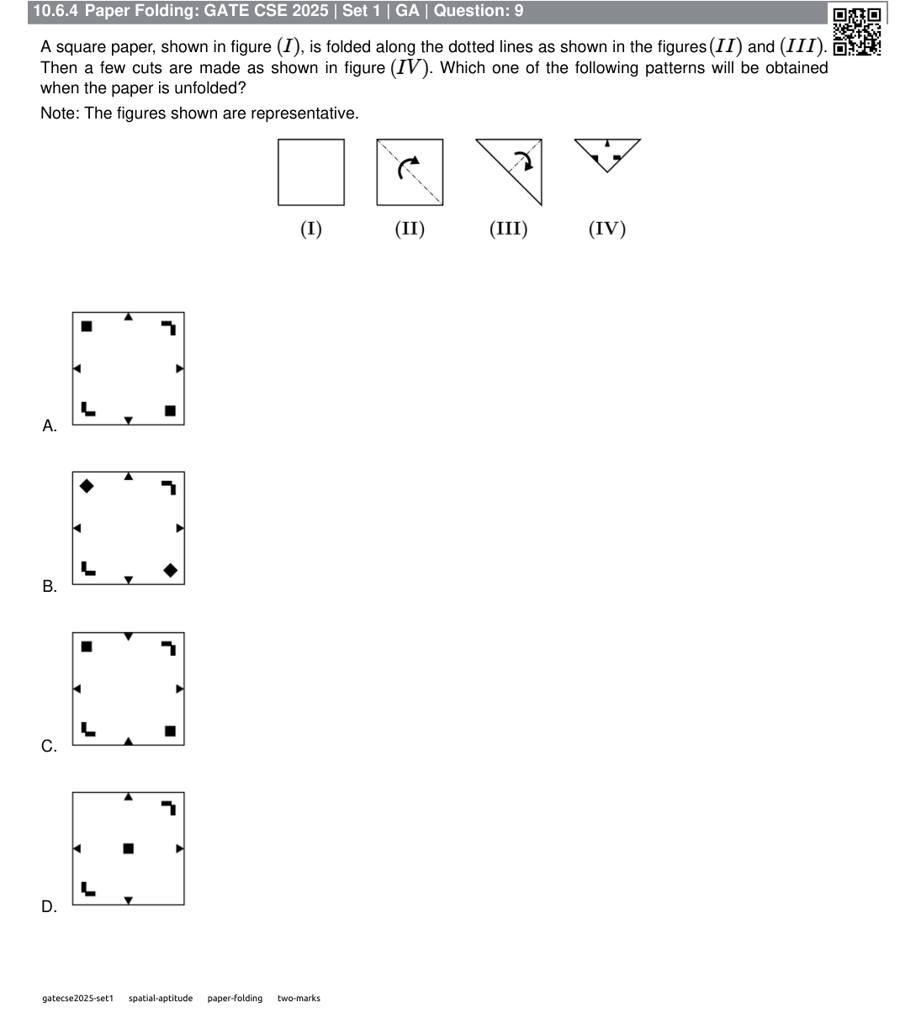 10.6.4 Paper Folding: GATE CSE 2025 | Set 1 | GA | Question: 9
A square paper, shown in figure (I), is folded along the dotted lines as shown in the figures (II) and (III).
Then a few cuts are made as shown in figure (IV). Which one of the following patterns will be obtained
when the paper is unfolded?
Note: The figures shown are representative.
(I) (II) (III) (IV)
A.
B.
C.
D.
gatecse2025-set1 spatial-aptitude paper-folding two-marks